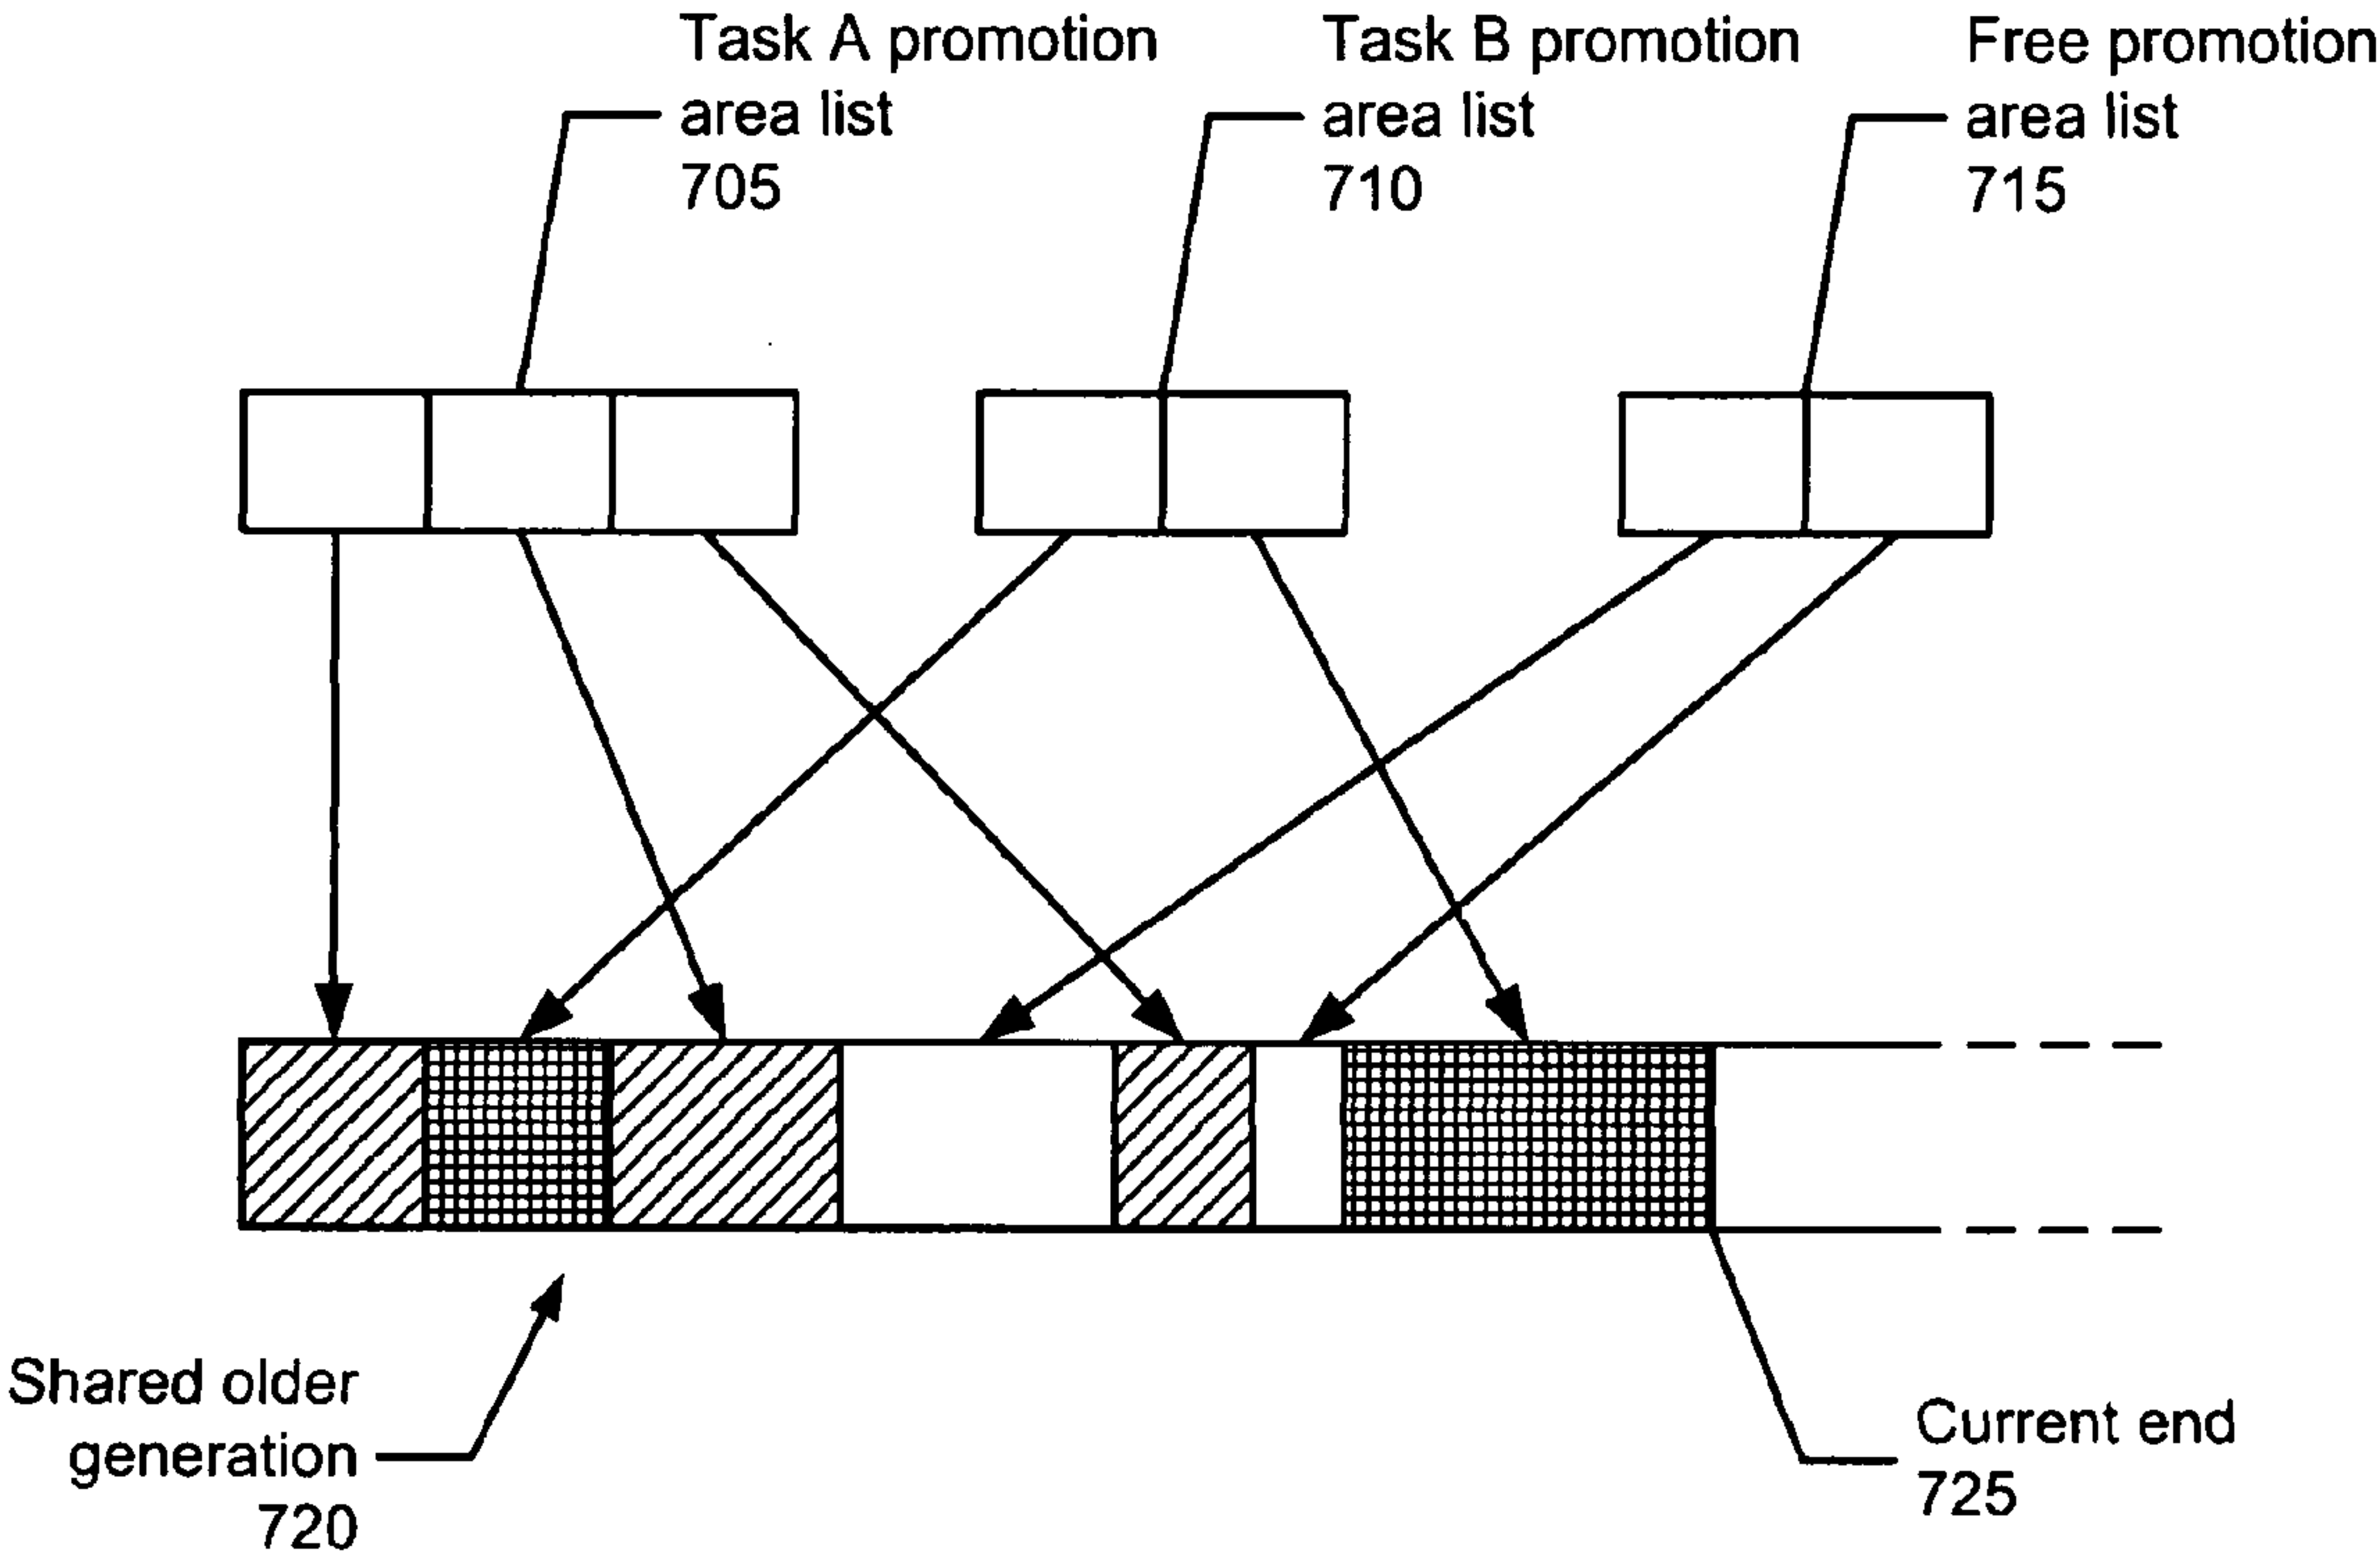 Task A promotion
area list
705
Task B promotion
area list
710
Free promotion
area list
715
Shared older
generation
720
Current end
725